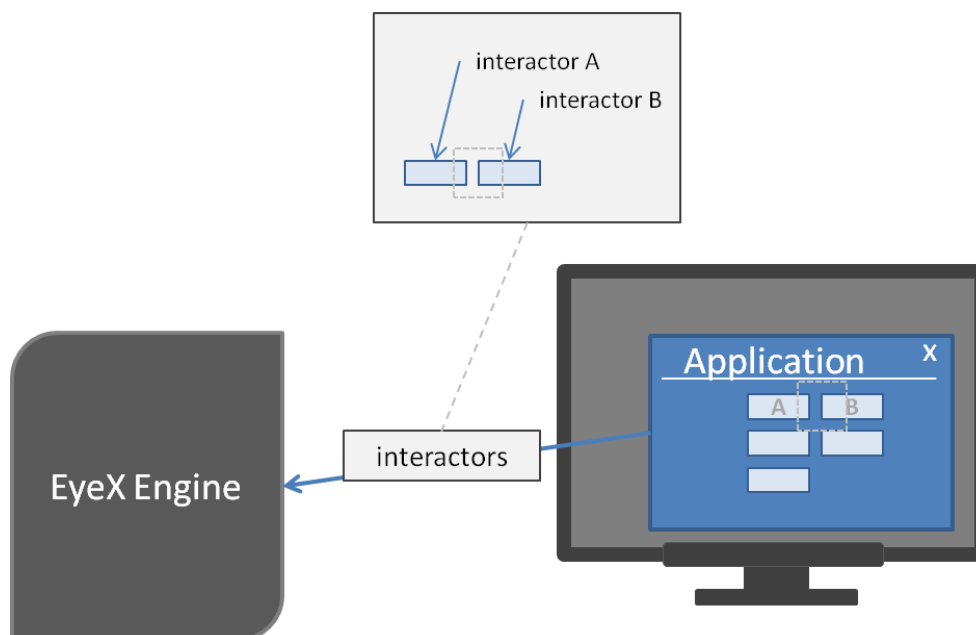 interactor A
interactor B
Application
X
A
B
interactors
EyeX Engine